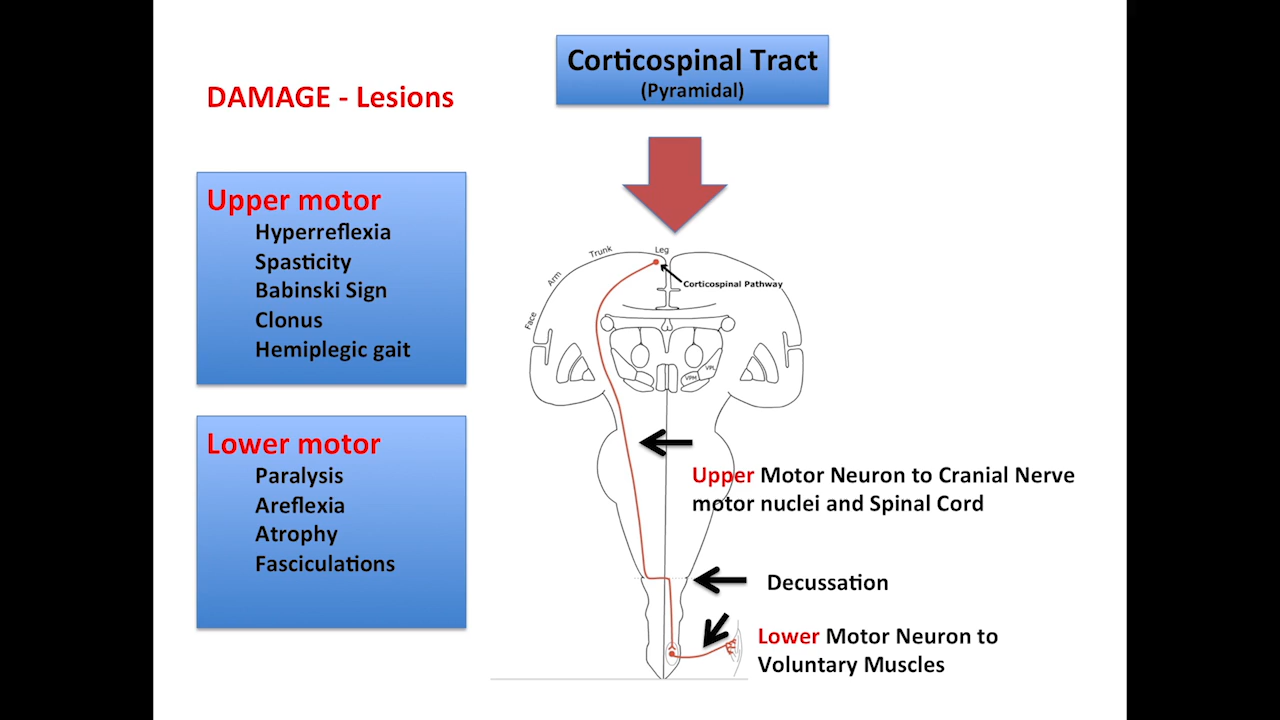 Corticospinal Tract
(Pyramidal)
DAMAGE - Lesions
Upper motor
Hyperreflexia
Spasticity
Babinski Sign
Clonus
Hemiplegic gait
Lower motor
Paralysis
Areflexia
Atrophy
Fasciculations
Leg
Trunk
Arm
Face
Corticospinal Pathway
VPL
VPM
Upper Motor Neuron to Cranial Nerve
motor nuclei and Spinal Cord
Decussation
Lower Motor Neuron to
Voluntary Muscles